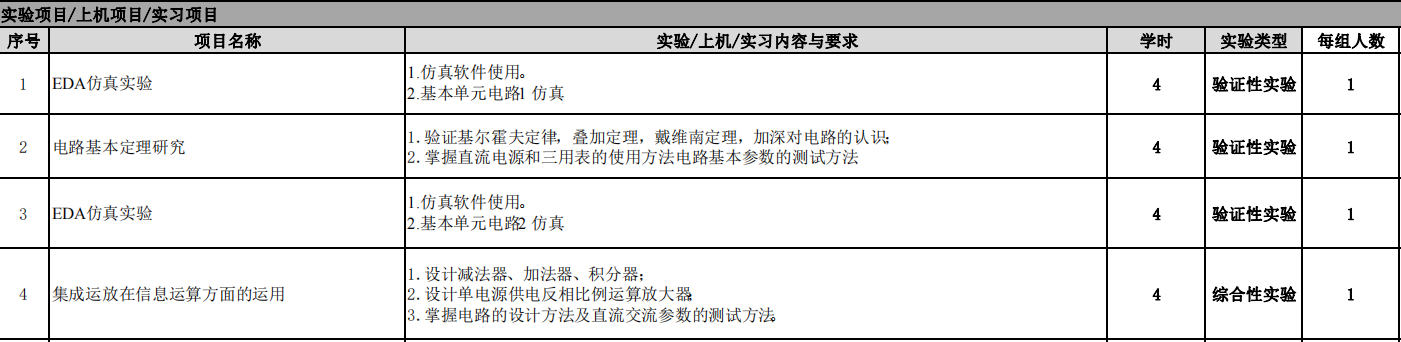 实验项目/上机项目/实习项目
序号 项目名称 实验/上机/实习内容与要求 学时 实验类型 每组人数
1 EDA仿真实验 1.仿真软件使用。 4 验证性实验 1
2.基本单元电路1 仿真
2 电路基本定理研究 1. 验证基尔霍夫定律，叠加定理，戴维南定理，加深对电路的认识； 4 验证性实验 1
2. 掌握直流电源和三用表的使用方法电路基本参数的测试方法
3 EDA仿真实验 1.仿真软件使用。 4 验证性实验 1
2.基本单元电路2 仿真
4 集成运放在信息运算方面的运用 1. 设计减法器、加法器、积分器； 4 综合性实验 1
2. 设计单电源供电反相比例运算放大器；
3. 掌握电路的设计方法及直流交流参数的测试方法。